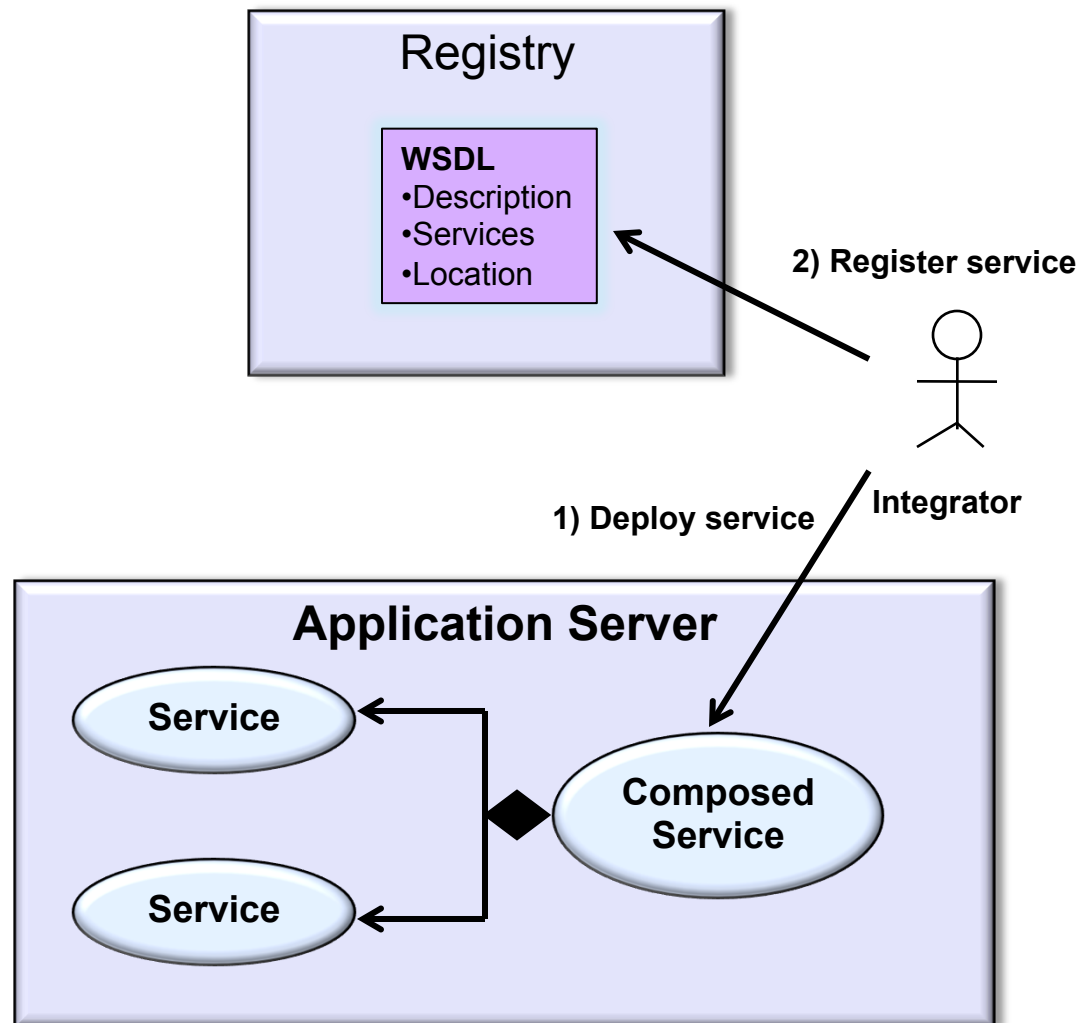 Registry
WSDL
•Description
•Services
•Location
2) Register service
Integrator
1) Deploy service
Application Server
Service
Composed
Service
Service